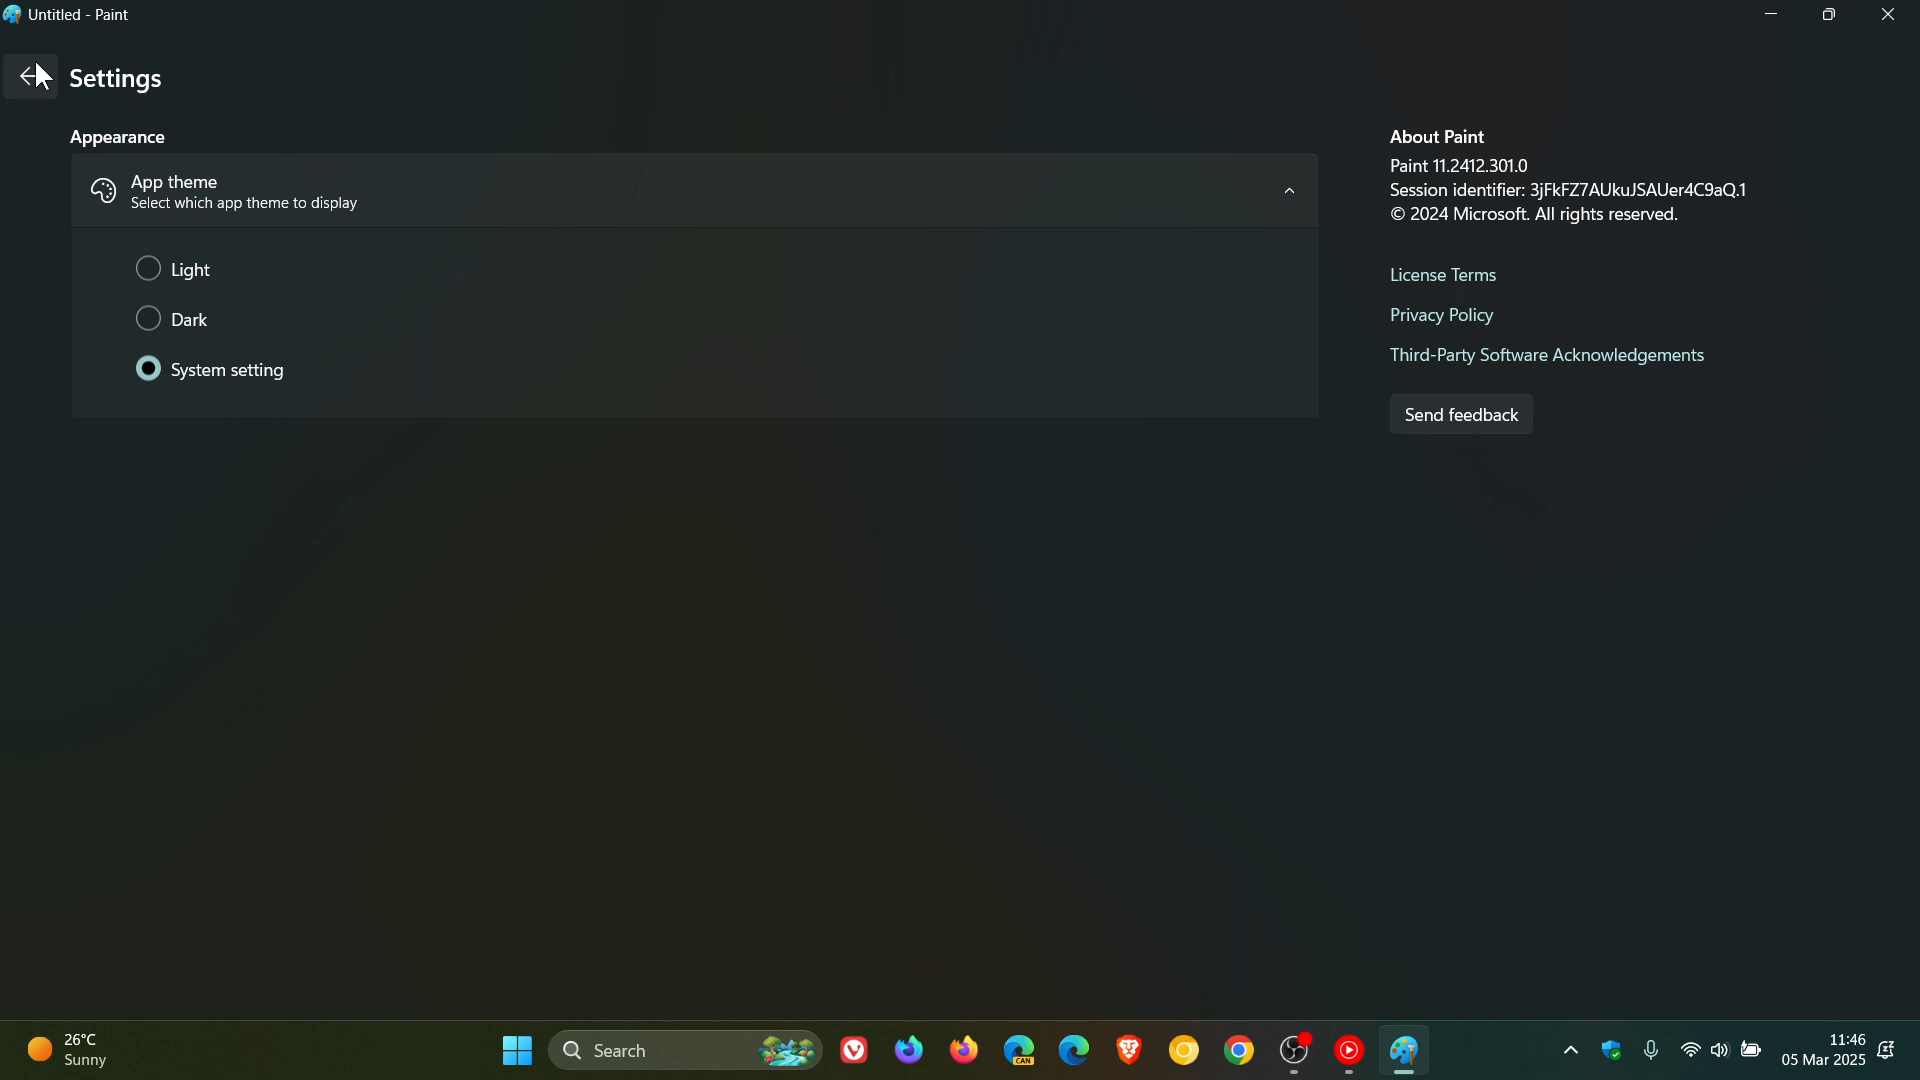 Untitled - Paint
Settings
Appearance
App theme
Select which app theme to display
Light
Dark
System setting
About Paint
Paint 11.2412.301.0
Session identifier: 3jFkFZ7AUkuJSAUer4C9aQ.1
© 2024 Microsoft. All rights reserved.
License Terms
Privacy Policy
Third-Party Software Acknowledgements
Send feedback
26°C
Sunny
Search
CAN
11:46
05 Mar 2025